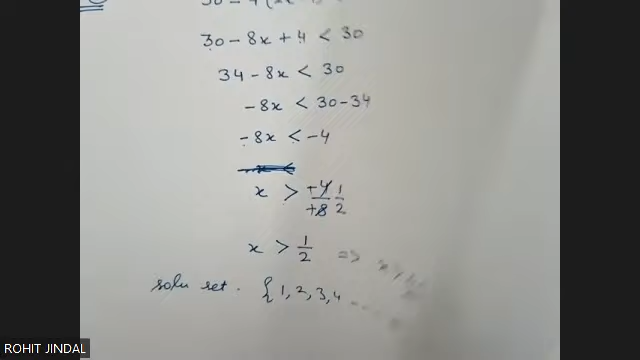 30 - 8x + 4 < 30
34 - 8x < 30
-8x < 30-34
-8x < -4
x > +4/+8 1/2
x > 1/2 =>
solu set. {1, 2, 3, 4
ROHIT JINDAL